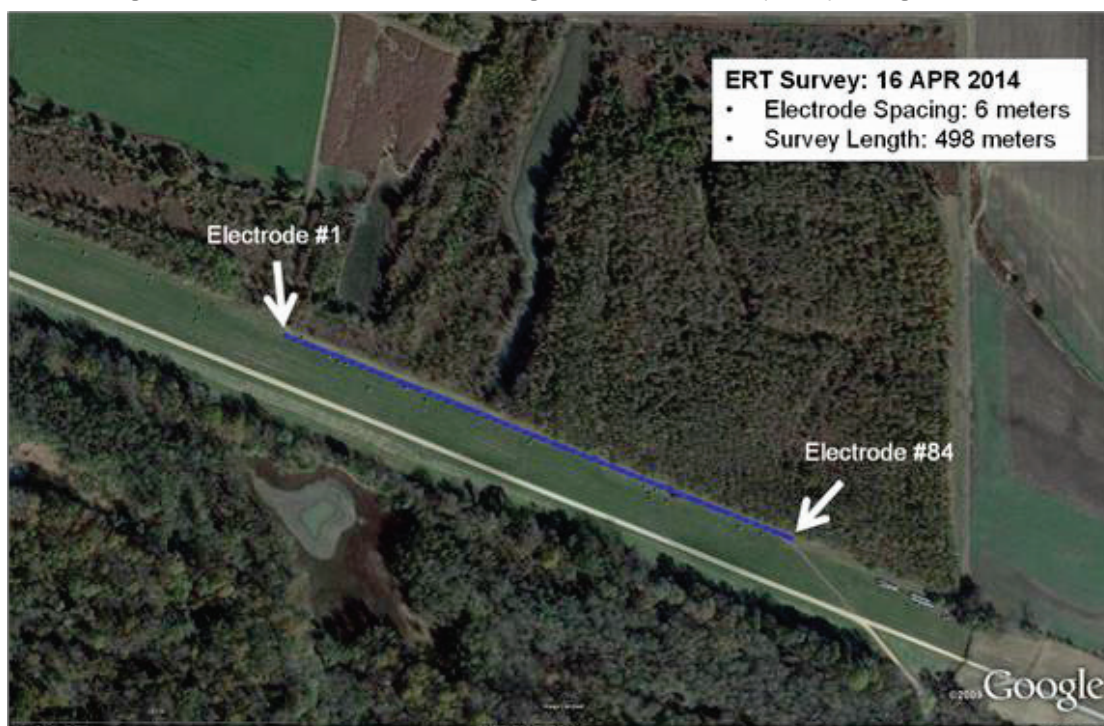 ERT Survey: 16 APR 2014
• Electrode Spacing: 6 meters
• Survey Length: 498 meters
Electrode #1
Electrode #84
Google